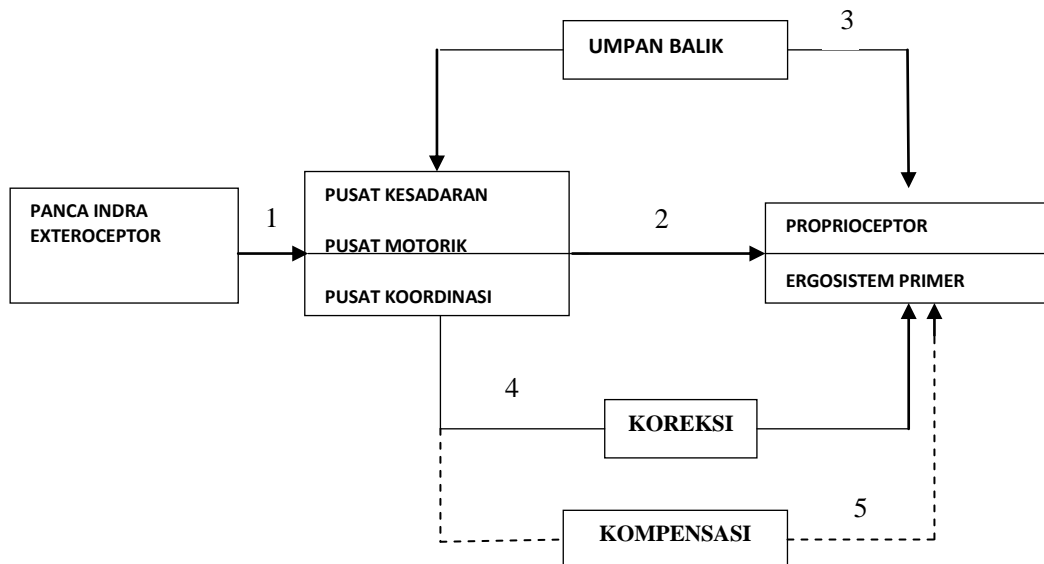 3
UMPAN BALIK
PUSAT KESADARAN
PANCA INDRA
EXTEROCEPTOR
1
2
PROPRIOCEPTOR
PUSAT MOTORIK
ERGOSISTEM PRIMER
PUSAT KOORDINASI
4
KOREKSI
5
KOMPENSASI